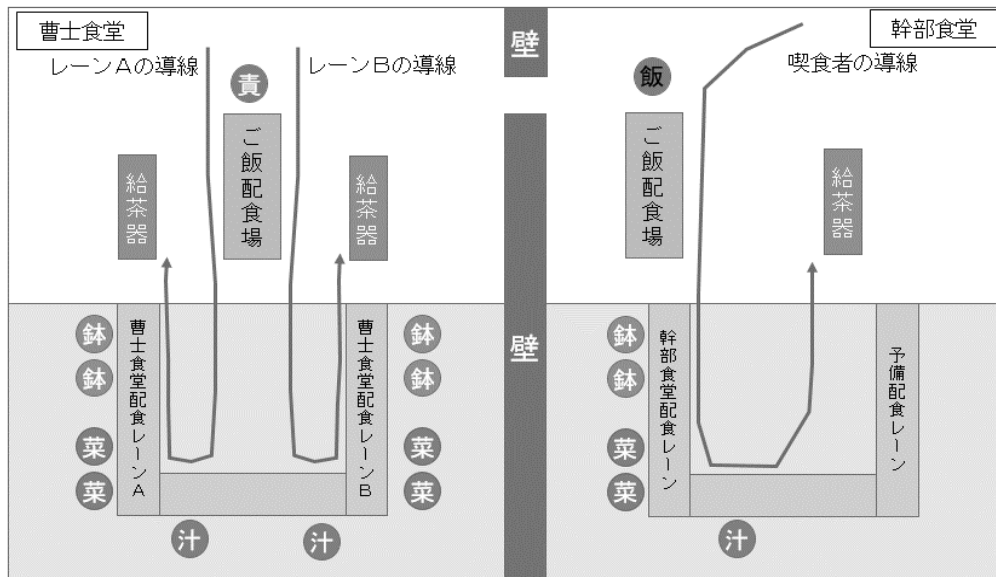 曹士食堂
レーンAの導線
レーンBの導線
責
ご飯配食場
給茶器
給茶器
鉢
鉢
菜
菜
曹士食堂配食レーンA
曹士食堂配食レーンB
鉢
鉢
菜
菜
汁
汁
壁
壁
幹部食堂
喫食者の導線
飯
ご飯配食場
給茶器
鉢
鉢
菜
菜
幹部食堂配食レーン
予備配食レーン
汁